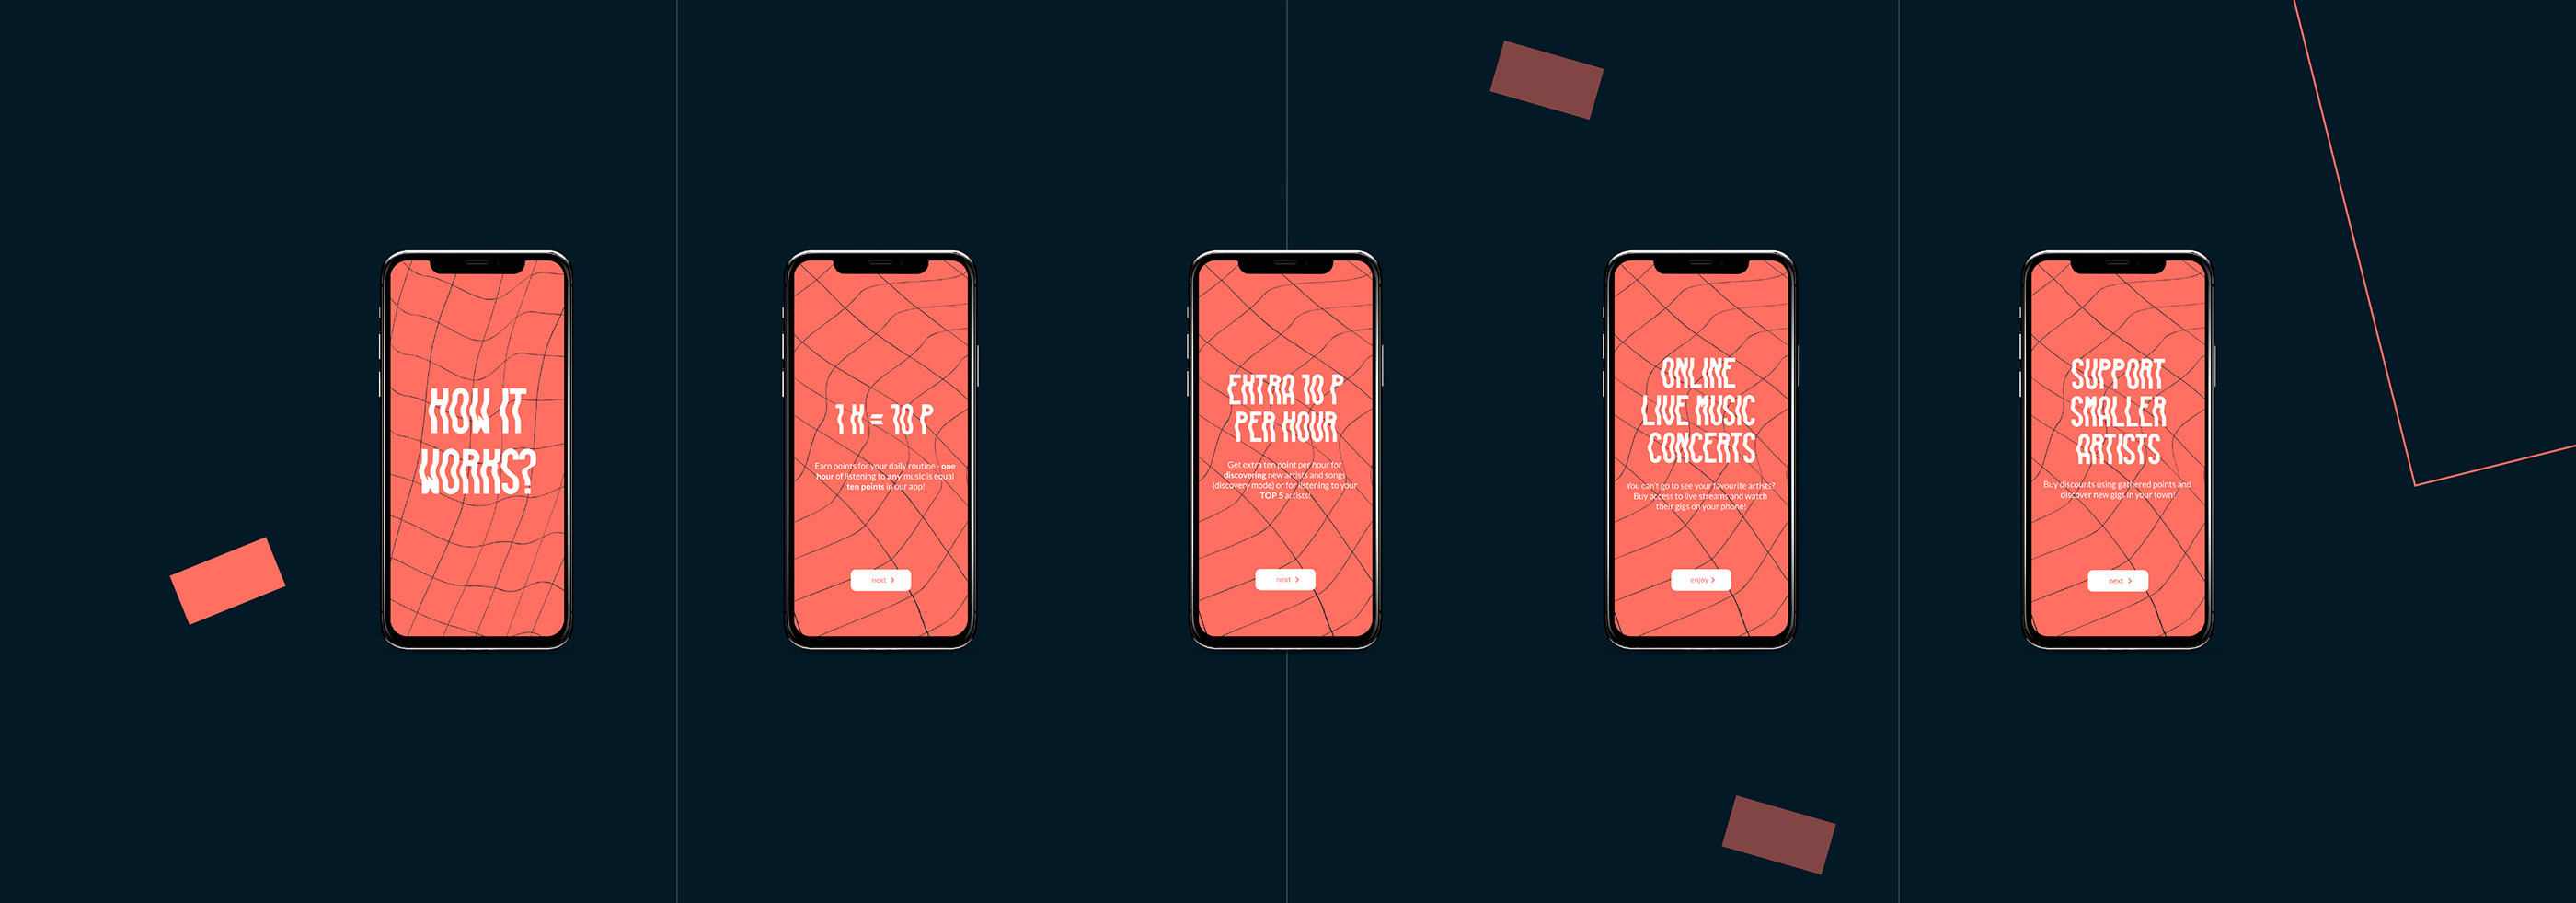 HOW IT
WORKS?
1 H = 10 P
Earn points for your daily routine - one
hour of listening to any music is equal
ten points in our app!
next >
EXTRA 10 P
PER HOUR
Get extra ten point per hour for
discovering new artists and songs
(discovery mode) or for listening to your
TOP 5 artists!
next >
ONLINE
LIVE MUSIC
CONCERTS
You can't go to see your favourite artists?
Buy access to live streams and watch
their gigs on your phone!
enjoy >
SUPPORT
SMALLER
ARTISTS
Buy discounts using gathered points and
discover new gigs in your town!
next >